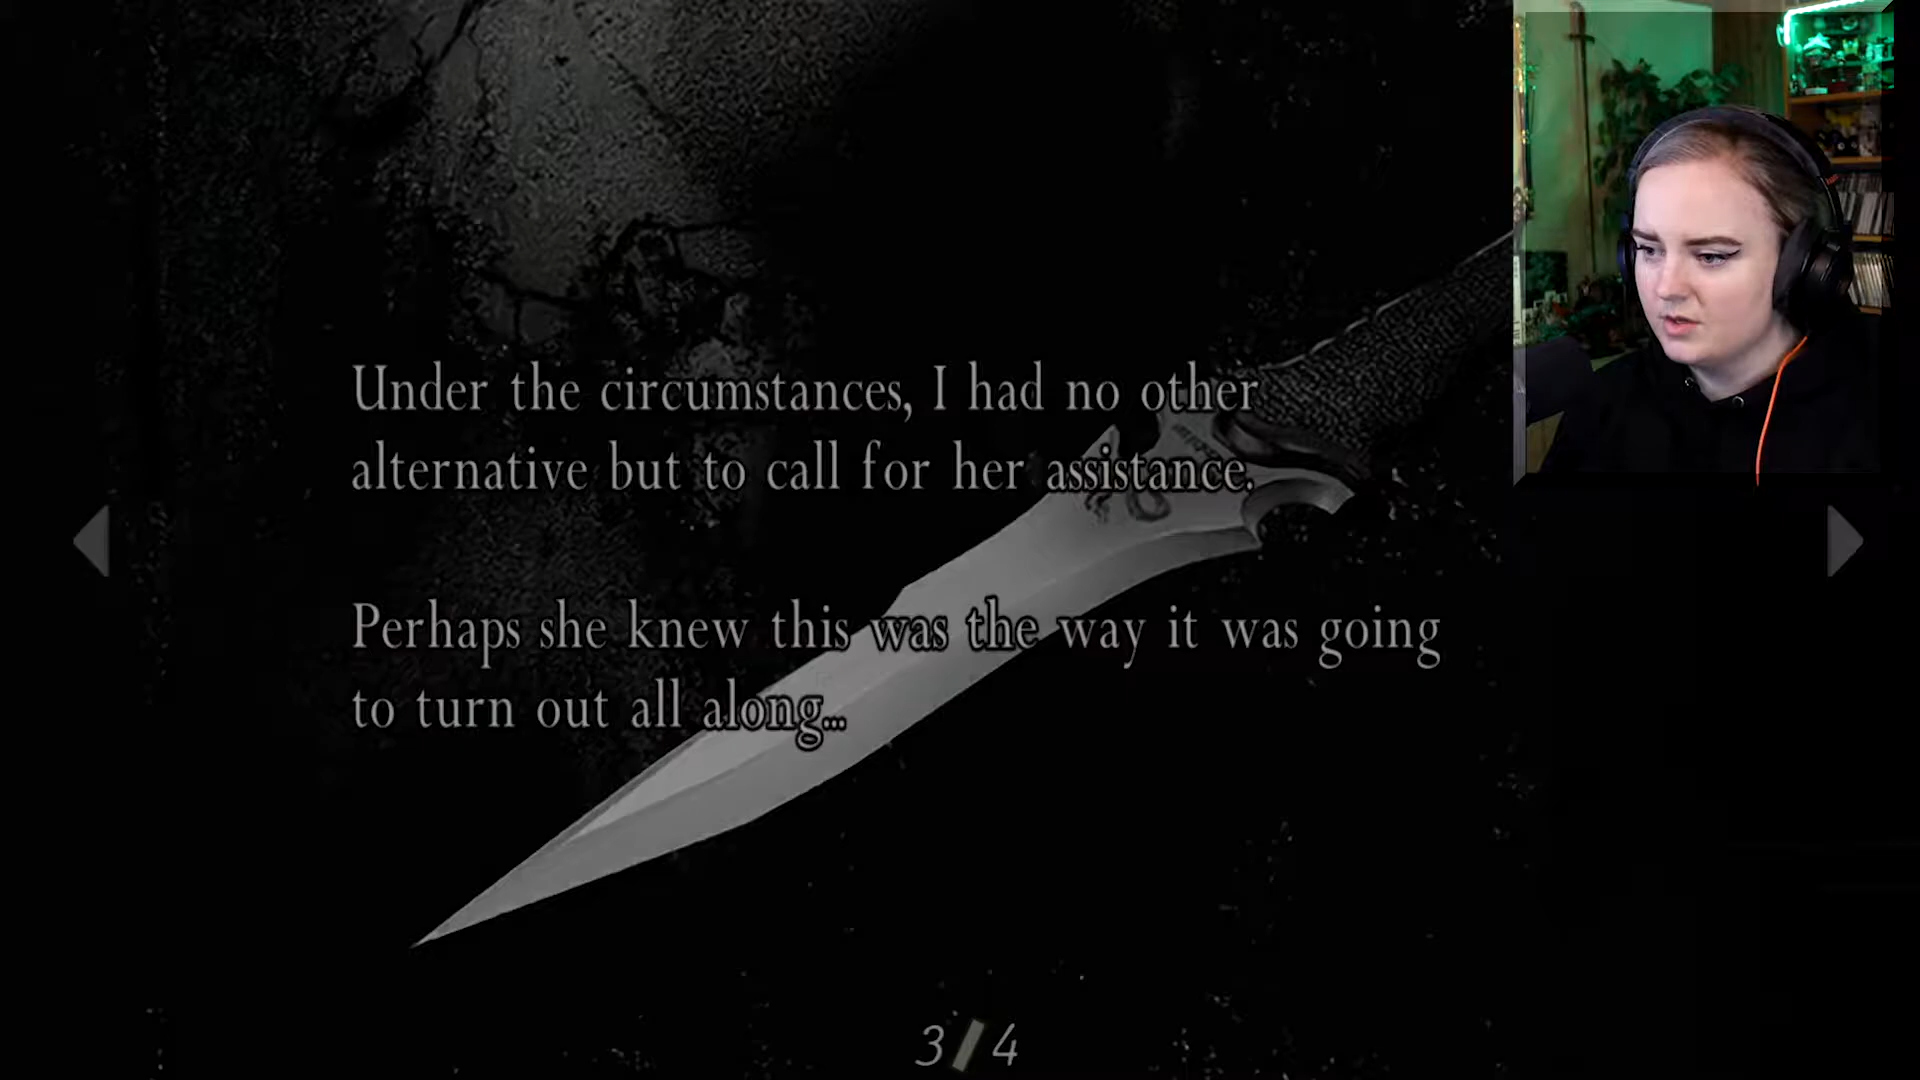 Under the circumstances, I had no other
alternative but to call for her assistance.
Perhaps she knew this was the way it was going
to turn out all along...
3/4